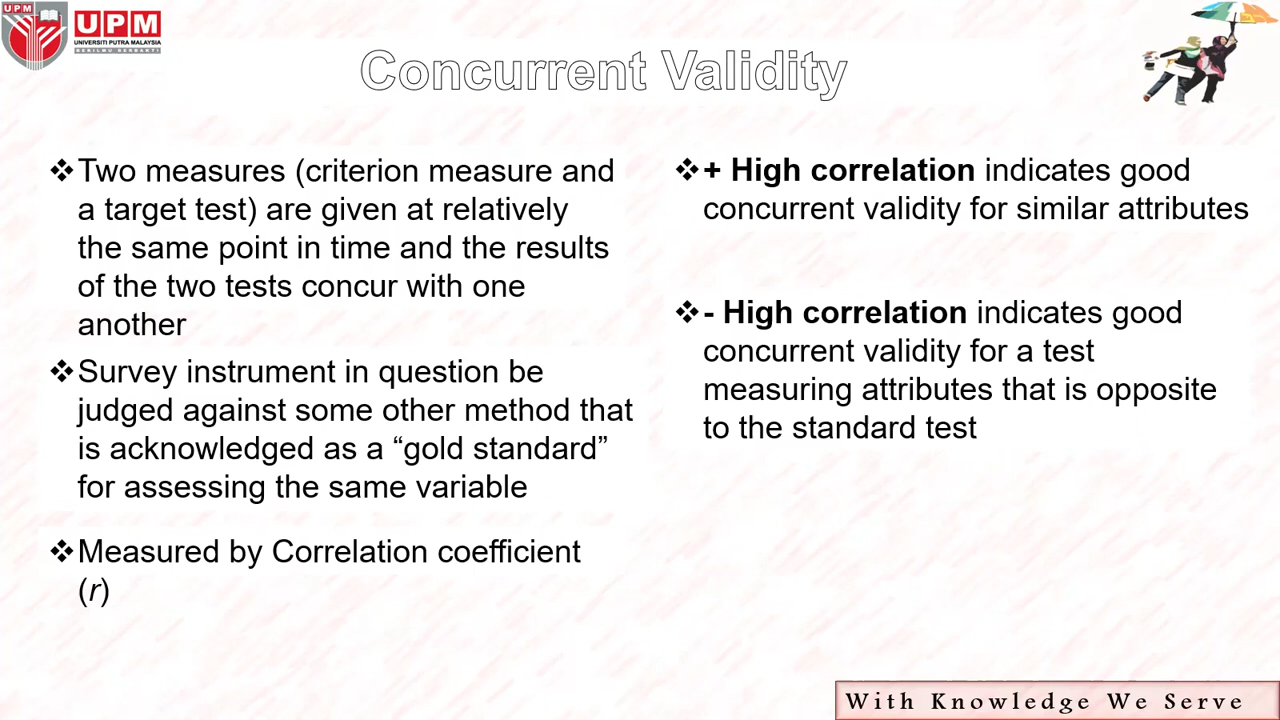 UPM
UPM
UNIVERSITI PUTRA MALAYSIA
BERILMU BERBAKTI
Concurrent Validity
❖Two measures (criterion measure and
a target test) are given at relatively
the same point in time and the results
of the two tests concur with one
another
❖Survey instrument in question be
judged against some other method that
is acknowledged as a “gold standard”
for assessing the same variable
❖Measured by Correlation coefficient
(r)
❖+ High correlation indicates good
concurrent validity for similar attributes
❖- High correlation indicates good
concurrent validity for a test
measuring attributes that is opposite
to the standard test
With Knowledge We Serve